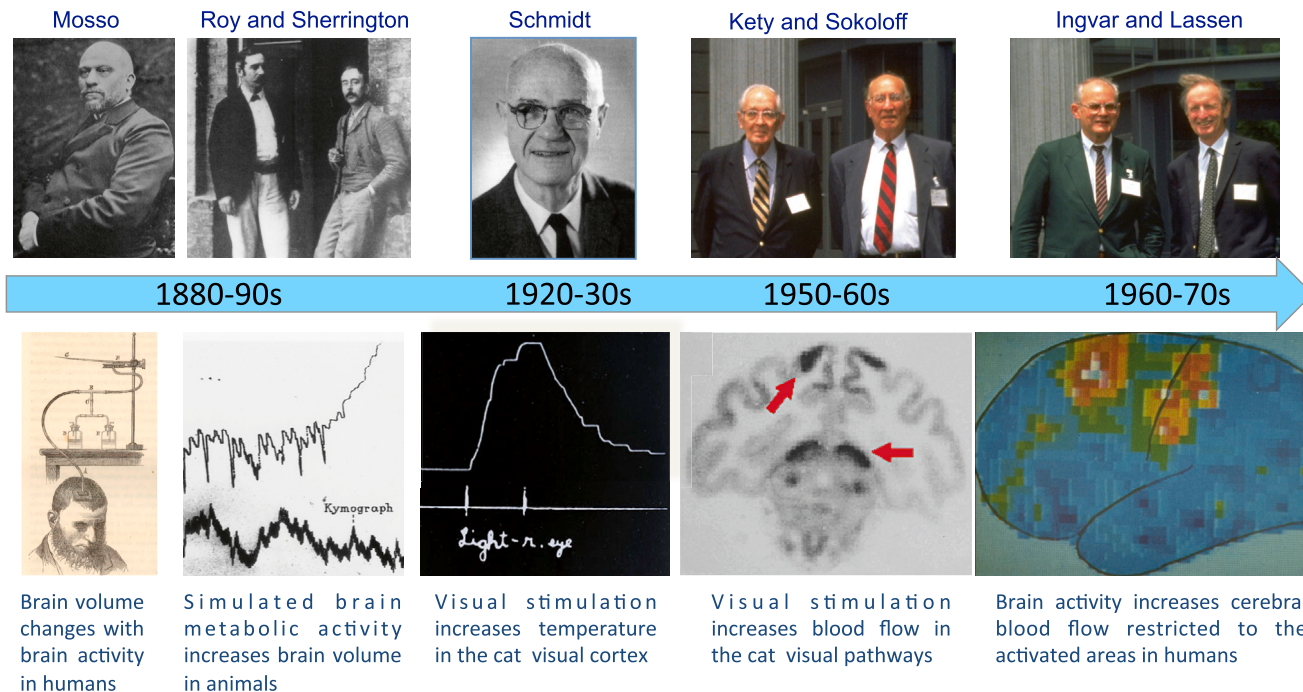 Mosso
Roy and Sherrington
Schmidt
Kety and Sokoloff
Ingvar and Lassen
1880-90s
1920-30s
1950-60s
1960-70s
Kymograph
Light-r. eye
Brain volume
changes with
brain activity
in humans
Simulated brain
metabolic activity
increases brain volume
in animals
Visual stimulation
increases temperature
in the cat visual cortex
Visual stimulation
increases blood flow in
the cat visual pathways
Brain activity increases cerebra
blood flow restricted to the
activated areas in humans